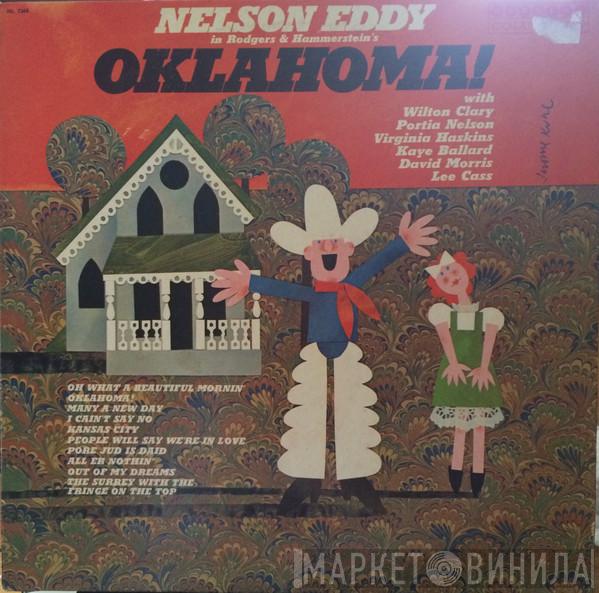 NELSON EDDY
in Rodgers & Hammerstein's
OKLAHOMA!
with
Wilton Clary
Portia Nelson
Virginia Haskins
Kaye Ballard
David Morris
Lee Cass
OH WHAT A BEAUTIFUL MORNIN'
OKLAHOMA!
MANY A NEW DAY
I CAIN'T SAY NO
KANSAS CITY
PEOPLE WILL SAY WE'RE IN LOVE
PORE JUD IS DAID
ALL ER NOTHIN'
OUT OF MY DREAMS
THE SURREY WITH THE
FRINGE ON THE TOP
МАРКЕТ ВИНИЛА